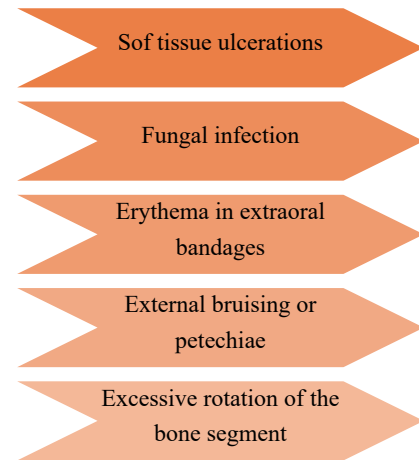 Sof tissue ulcerations
Fungal infection
Erythema in extraoral
bandages
External bruising or
petechiae
Excessive rotation of the
bone segment